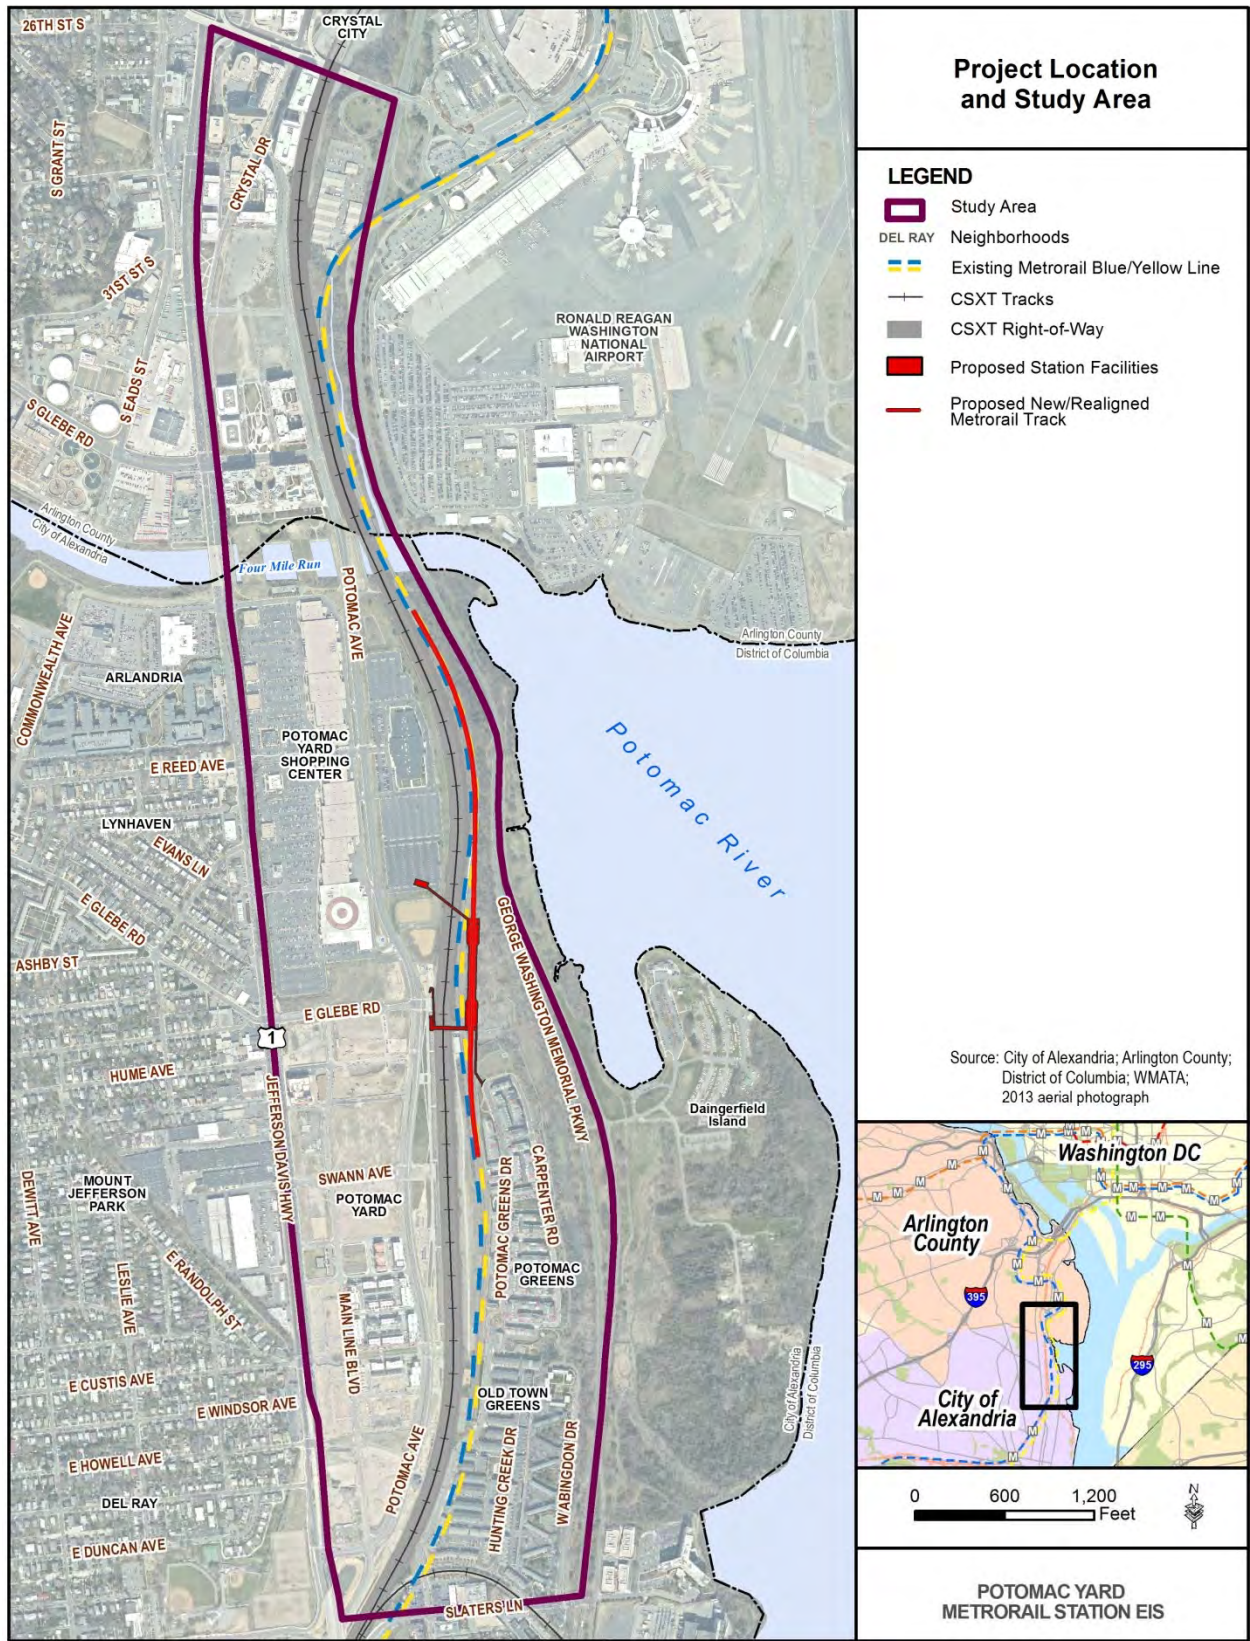 26TH ST S
CRYSTAL
CITY
S GRANT ST
CRYSTAL DR
31ST ST S
S EADS ST
S GLEBE RD
RONALD REAGAN
WASHINGTON
NATIONAL
AIRPORT
Arlington County
City of Alexandria
Four Mile Run
POTOMAC AVE
Arlington County
District of Columbia
COMMONWEALTH AVE
ARLANDRIA
POTOMAC
YARD
SHOPPING
CENTER
E REED AVE
Potomac River
LYNHAVEN
EVANS LN
E GLEBE RD
ASHBY ST
GEORGE WASHINGTON MEMORIAL PKWY
E GLEBE RD
1
HUME AVE
JEFFERSON DAVIS HWY
Daingerfield
Island
DEWITT AVE
MOUNT
JEFFERSON
PARK
SWANN AVE
POTOMAC
YARD
POTOMAC GREENS DR
CARPENTER RD
POTOMAC
GREENS
LESLIE AVE
E RANDOLPH ST
MAIN LINE BLVD
E CUSTIS AVE
E WINDSOR AVE
OLD TOWN
GREENS
City of Alexandria
District of Columbia
E HOWELL AVE
POTOMAC AVE
HUNTING CREEK DR
W ABINGDON DR
DEL RAY
E DUNCAN AVE
SLATERS LN
Project Location
and Study Area
LEGEND
Study Area
DEL RAY Neighborhoods
Existing Metrorail Blue/Yellow Line
CSXT Tracks
CSXT Right-of-Way
Proposed Station Facilities
Proposed New/Realigned
Metrorail Track
Source: City of Alexandria; Arlington County;
District of Columbia; WMATA;
2013 aerial photograph
Washington DC
M M M M M M M M M
Arlington
County
395
295
City of
Alexandria
0 600 1,200
Feet
N
POTOMAC YARD
METRORAIL STATION EIS